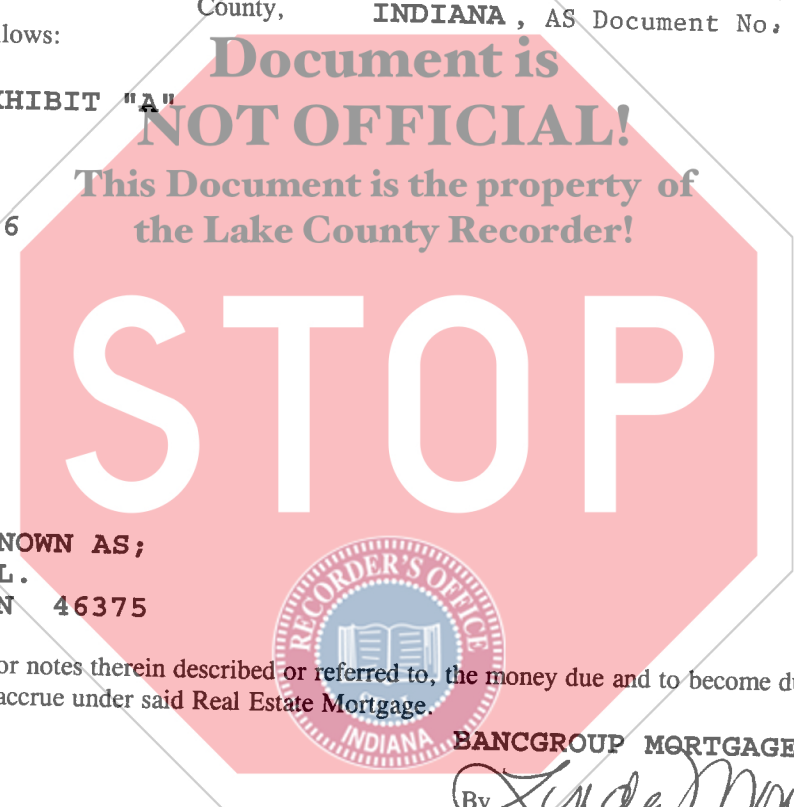 County, INDIANA, AS Document No.
llows:
Document is
XHIBIT "A"
NOT OFFICIAL!
This Document is the property of
6
the Lake County Recorder!
STOP
NOWN AS;
L.
N 46375
RECORDER'S OFFICE
or notes therein described or referred to, the money due and to become du
accrue under said Real Estate Mortgage.
INDIANA
BANCGROUP MORTGAGE
By